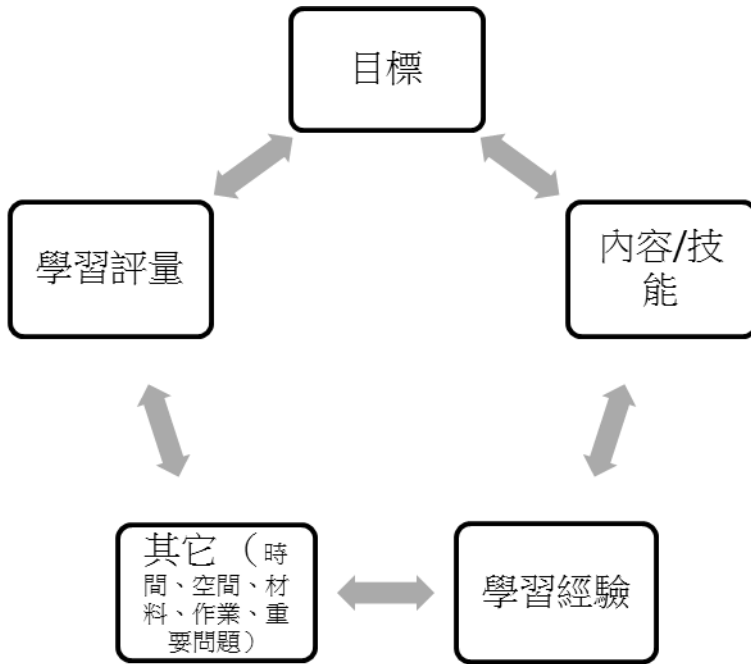 目標
學習評量
內容/技
能
其它（時
間、空間、材
料、作業、重
要問題）
學習經驗